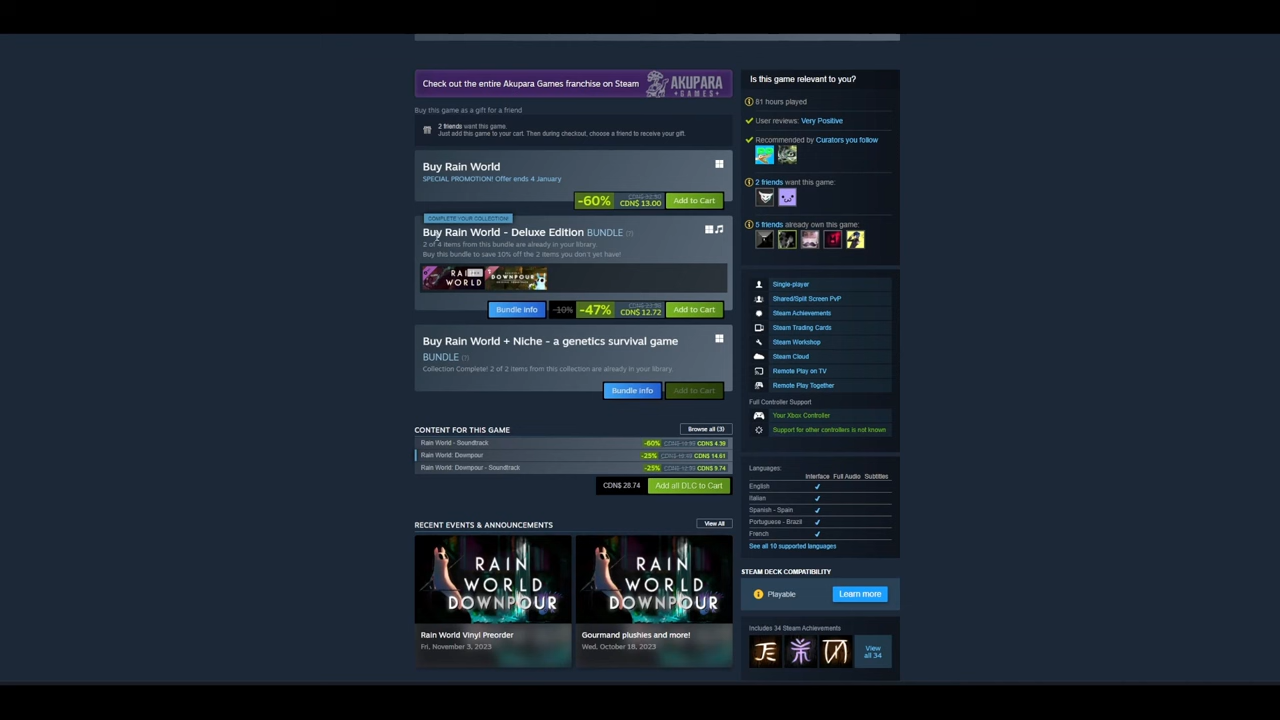 Check out the entire Akupara Games franchise on Steam
AKUPARA
GAMES
Buy this game as a gift for a friend
2 friends want this game.
Just add this game to your cart. Then during checkout, choose a friend to receive your gift.
Buy Rain World
SPECIAL PROMOTION! Offer ends 4 January
-60%
CDN$ 13.00
Add to Cart
COMPLETE YOUR COLLECTION!
Buy Rain World - Deluxe Edition BUNDLE (?)
2 of 4 items from this bundle are already in your library.
Buy this bundle to save 10% off the 2 items you don't yet have!
RAIN
WORLD
DOWNPOUR
Bundle info
-10%
-47%
CDN$ 12.72
Add to Cart
Buy Rain World + Niche - a genetics survival game
BUNDLE (?)
Collection Complete! 2 of 2 items from this collection are already in your library.
Bundle info
Add to Cart
CONTENT FOR THIS GAME
Browse all (3)
Rain World - Soundtrack -60% CDN$ 4.39
Rain World: Downpour -25% CDN$ 14.61
Rain World: Downpour - Soundtrack -25% CDN$ 9.74
CDN$ 28.74
Add all DLC to Cart
RECENT EVENTS & ANNOUNCEMENTS
View All
RAIN
WORLD
DOWNPOUR
Rain World Vinyl Preorder
Fri, November 3, 2023
RAIN
WORLD
DOWNPOUR
Gourmand plushies and more!
Wed, October 18, 2023
Is this game relevant to you?
81 hours played
User reviews: Very Positive
Recommended by Curators you follow
2 friends want this game:
5 friends already own this game:
Single-player
Shared/Split Screen PvP
Steam Achievements
Steam Trading Cards
Steam Workshop
Steam Cloud
Remote Play on TV
Remote Play Together
Full Controller Support
Your Xbox Controller
Support for other controllers is not known
Languages:
Interface Full Audio Subtitles
English ✔
Italian ✔
Spanish - Spain ✔
Portuguese - Brazil ✔
French ✔
See all 10 supported languages
STEAM DECK COMPATIBILITY
Playable
Learn more
Includes 34 Steam Achievements
View
all 34